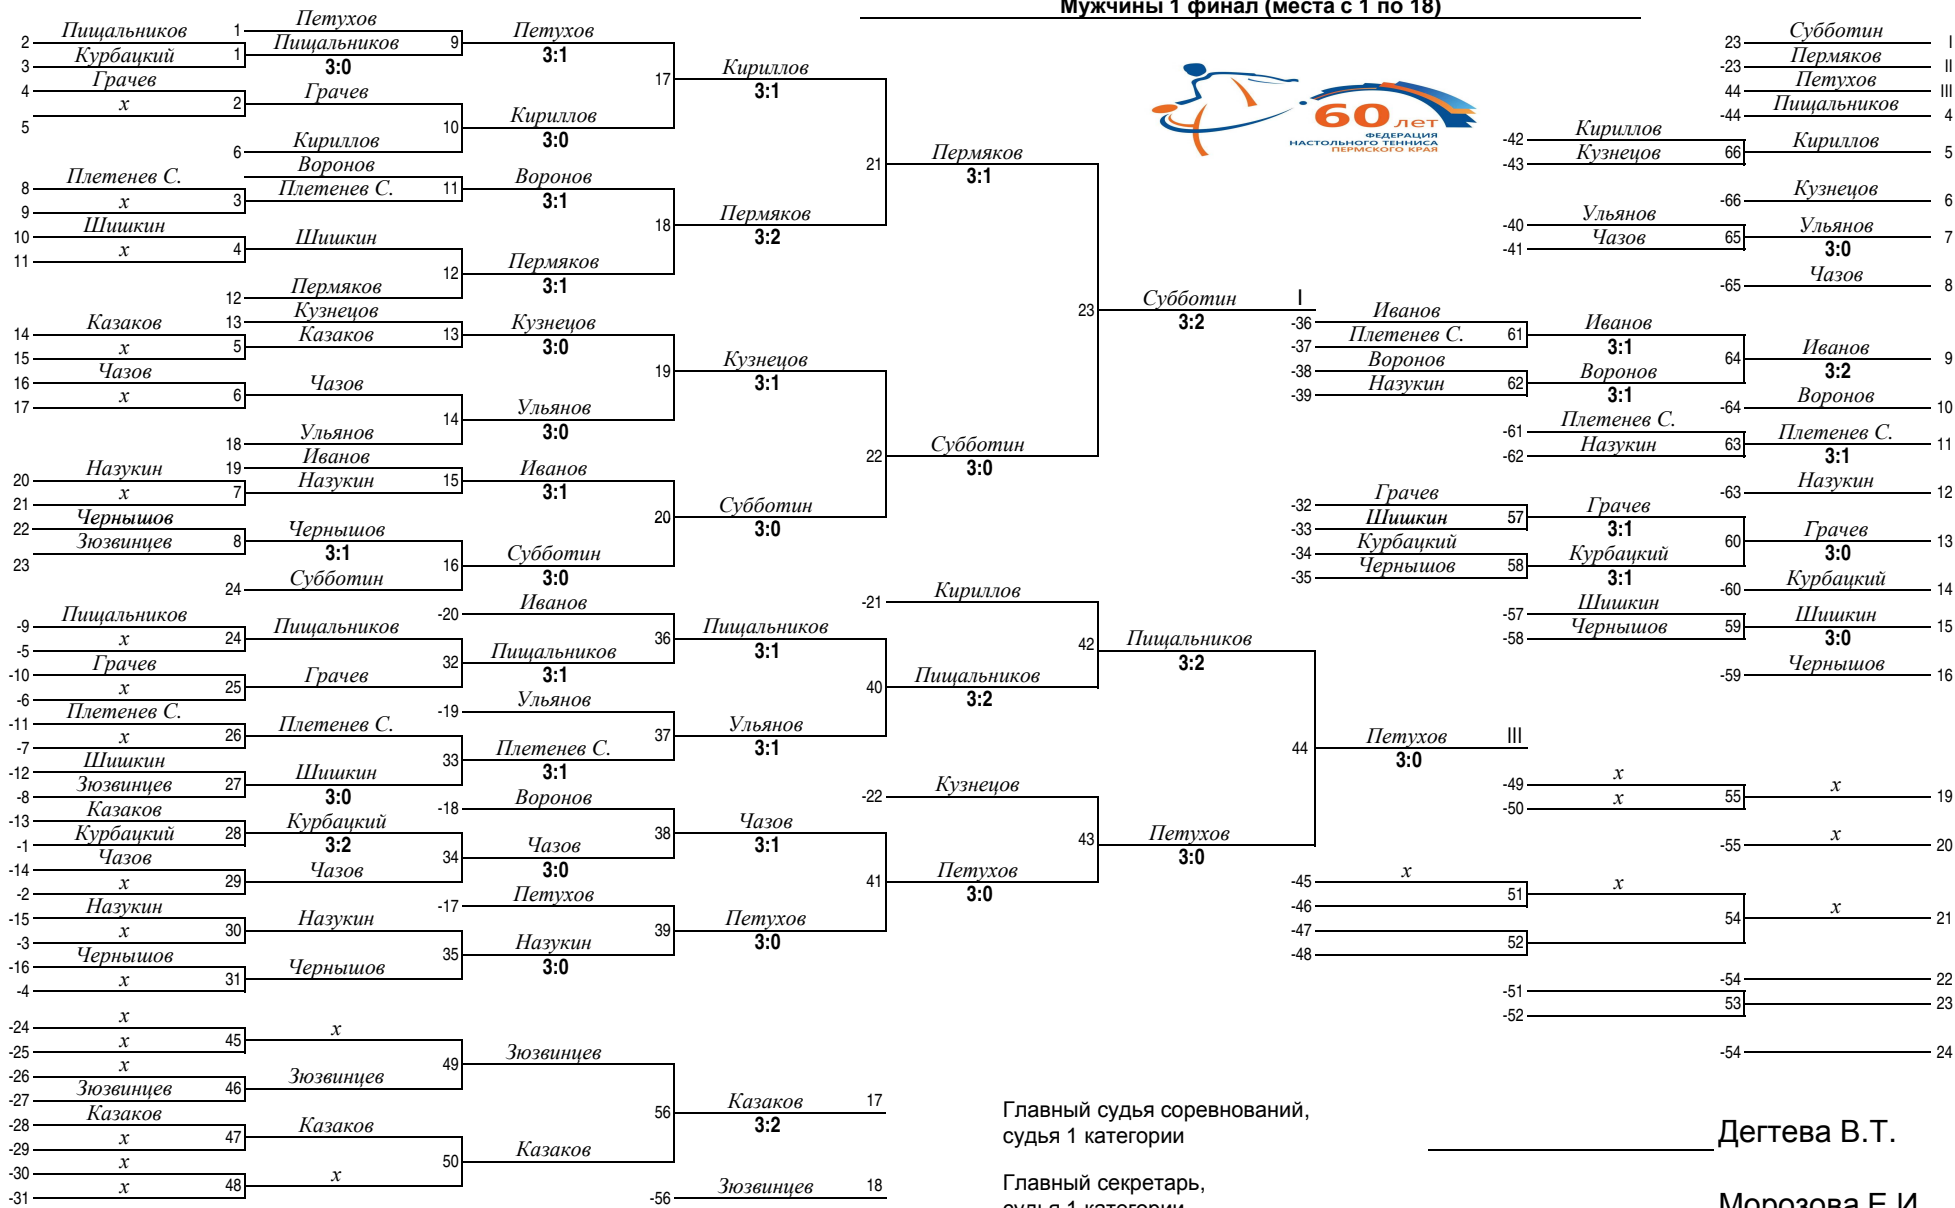 Мужчины 1 финал (места с 1 по 18)
2 Пищальников 1 Петухов
3 Курбацкий 1 Пищальников 9 Петухов
3:0 3:1
4 Грачев
5 х 2 Грачев 17 Кириллов
3:1
6 Кириллов 10 Кириллов
3:0
Воронов
8 Плетенев С. Плетенев С. 11 Воронов 21 Пермяков
9 х 3 3:1 3:1
10 Шишкин
11 х 4 Шишкин 18 Пермяков
3:2
12 Пермяков 12 Пермяков
3:1
14 Казаков 13 Кузнецов
15 х 5 Казаков 13 Кузнецов 23 Субботин I
3:0 3:2
16 Чазов
17 х 6 Чазов 19 Кузнецов
3:1
18 Ульянов 14 Ульянов
3:0
20 Назукин 19 Иванов
21 х 7 Назукин 15 Иванов 22 Субботин
3:1 3:0
22 Чернышов
23 Зюзвинцев 8 Чернышов 20 Субботин
3:1 3:0
24 Субботин 16 Субботин
3:0
-9 Пищальников -20 Иванов -21 Кириллов
-5 х 24 Пищальников 36 Пищальников
3:1
-10 Грачев 32 Пищальников 42 Пищальников
3:1 3:2
-6 х 25 Грачев 40 Пищальников
3:2
-11 Плетенев С. -19 Ульянов
-7 х 26 Плетенев С. 37 Ульянов
3:1
-12 Шишкин 33 Плетенев С. 44 Петухов III
3:1 3:0
-8 Зюзвинцев 27 Шишкин
3:0
-13 Казаков -18 Воронов -22 Кузнецов
-1 Курбацкий 28 Курбацкий 38 Чазов
3:2 3:1
-14 Чазов 34 Чазов 43 Петухов
3:0 3:0
-2 х 29 Чазов 41 Петухов
3:0
-15 Назукин -17 Петухов
-3 х 30 Назукин 39 Петухов
3:0
-16 Чернышов 35 Назукин
3:0
-4 х 31 Чернышов
-24 х
-25 х 45 х
-26 х 49 Зюзвинцев
-27 Зюзвинцев 46 Зюзвинцев
-28 Казаков 56 Казаков 17
3:2
-29 х 47 Казаков
-30 х 50 Казаков
-31 х 48 х
-56 Зюзвинцев 18
60 лет
ФЕДЕРАЦИЯ
НАСТОЛЬНОГО ТЕННИСА
ПЕРМСКОГО КРАЯ
23 Субботин I
-23 Пермяков II
44 Петухов III
-44 Пищальников 4
-42 Кириллов
-43 Кузнецов 66 Кириллов 5
-66 Кузнецов 6
-40 Ульянов
-41 Чазов 65 Ульянов 7
3:0
-65 Чазов 8
-36 Иванов
-37 Плетенев С. 61 Иванов
3:1
-38 Воронов 64 Иванов 9
3:2
-39 Назукин 62 Воронов
3:1
-64 Воронов 10
-61 Плетенев С.
-62 Назукин 63 Плетенев С. 11
3:1
-63 Назукин 12
-32 Грачев
-33 Шишкин 57 Грачев
3:1
-34 Курбацкий 60 Грачев 13
3:0
-35 Чернышов 58 Курбацкий
3:1
-60 Курбацкий 14
-57 Шишкин
-58 Чернышов 59 Шишкин 15
3:0
-59 Чернышов 16
-49 х
-50 х 55 х 19
-55 х 20
-45 х
-46 51 х
-47 54 х 21
-48 52
-54 22
-51
-52 53 23
-54 24
Главный судья соревнований,
судья 1 категории Дегтева В.Т.
Главный секретарь,
судья 1 категории Морозова Е.И.